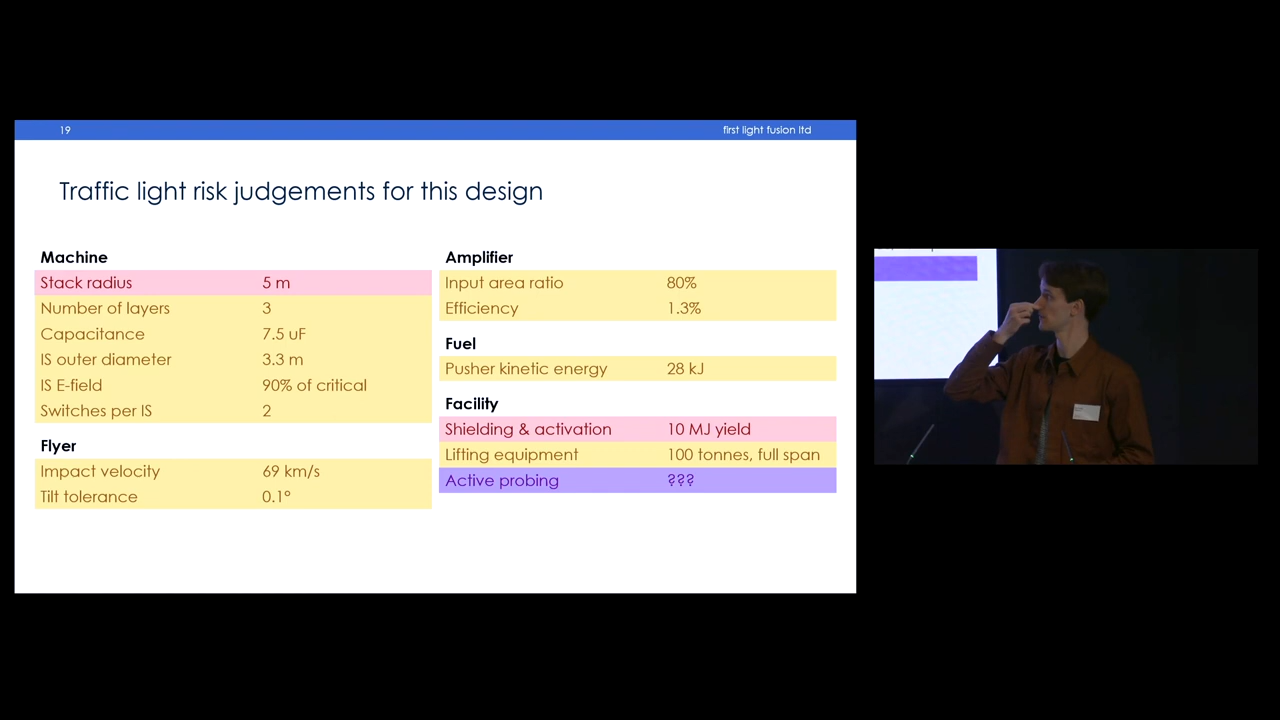 19
first light fusion ltd
Traffic light risk judgements for this design
Machine
Stack radius 5 m
Number of layers 3
Capacitance 7.5 uF
IS outer diameter 3.3 m
IS E-field 90% of critical
Switches per IS 2
Flyer
Impact velocity 69 km/s
Tilt tolerance 0.1°
Amplifier
Input area ratio 80%
Efficiency 1.3%
Fuel
Pusher kinetic energy 28 kJ
Facility
Shielding & activation 10 MJ yield
Lifting equipment 100 tonnes, full span
Active probing ???